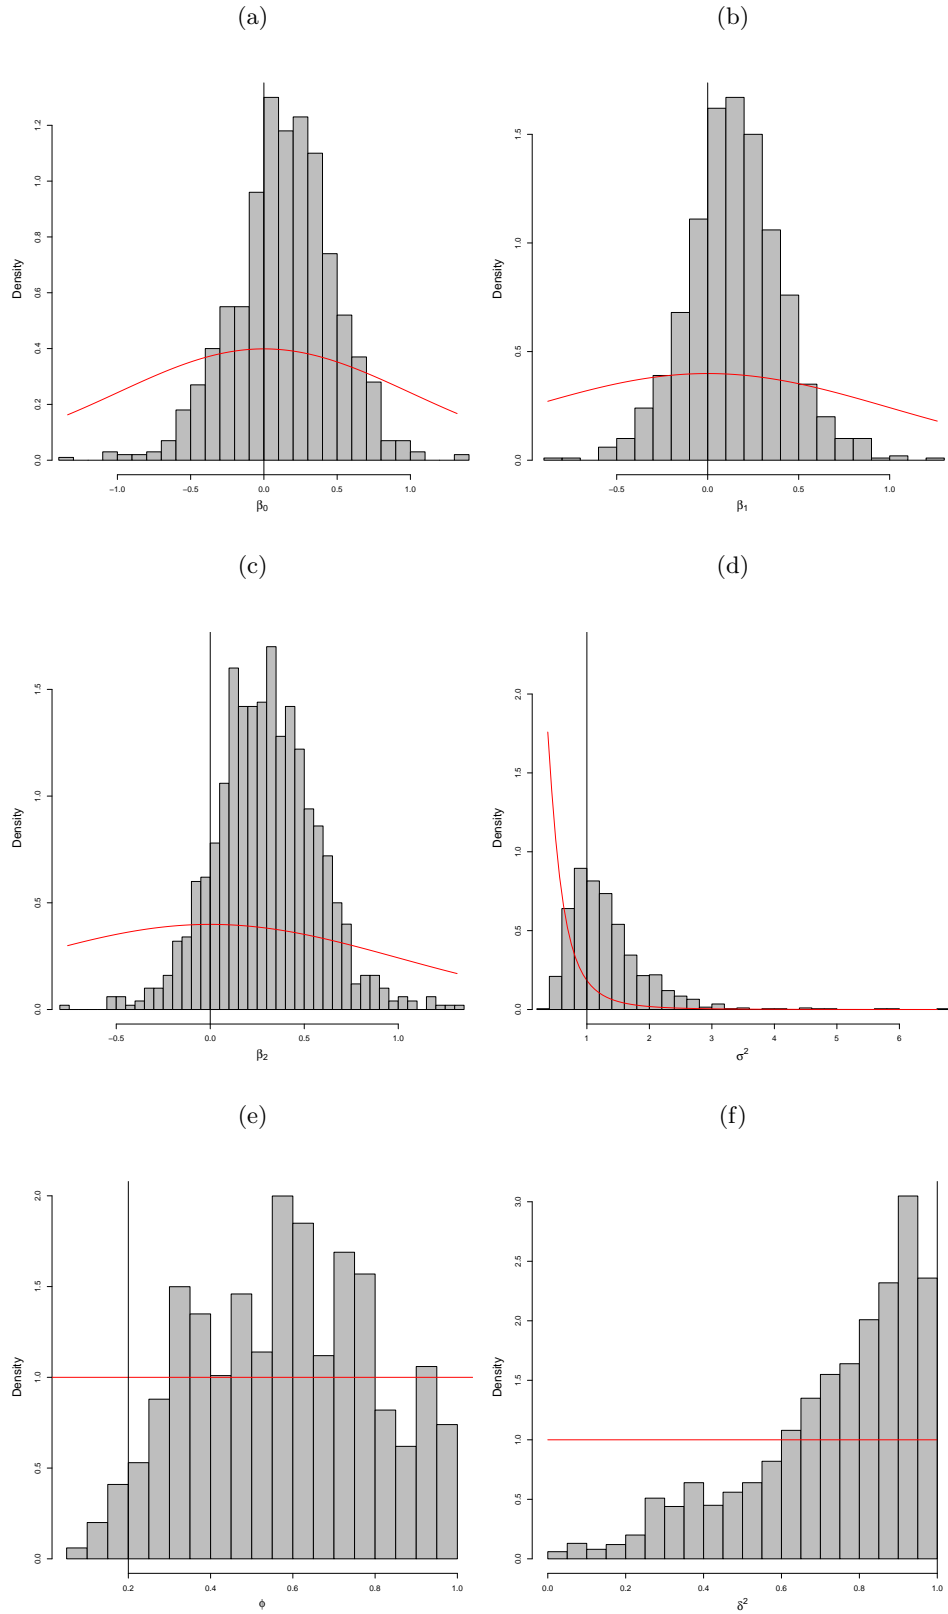 (a)
(b)
Density
0.0 0.2 0.4 0.6 0.8 1.0 1.2
−1.0 −0.5 0.0 0.5 1.0
β0
Density
0.0 0.5 1.0 1.5
−0.5 0.0 0.5 1.0
β1
(c)
(d)
Density
0.0 0.5 1.0 1.5
−0.5 0.0 0.5 1.0
β2
Density
0.0 0.5 1.0 1.5 2.0
1 2 3 4 5 6
σ2
(e)
(f)
Density
0.0 0.5 1.0 1.5 2.0
0.2 0.4 0.6 0.8 1.0
ϕ
Density
0.0 0.5 1.0 1.5 2.0 2.5 3.0
0.0 0.2 0.4 0.6 0.8 1.0
δ2